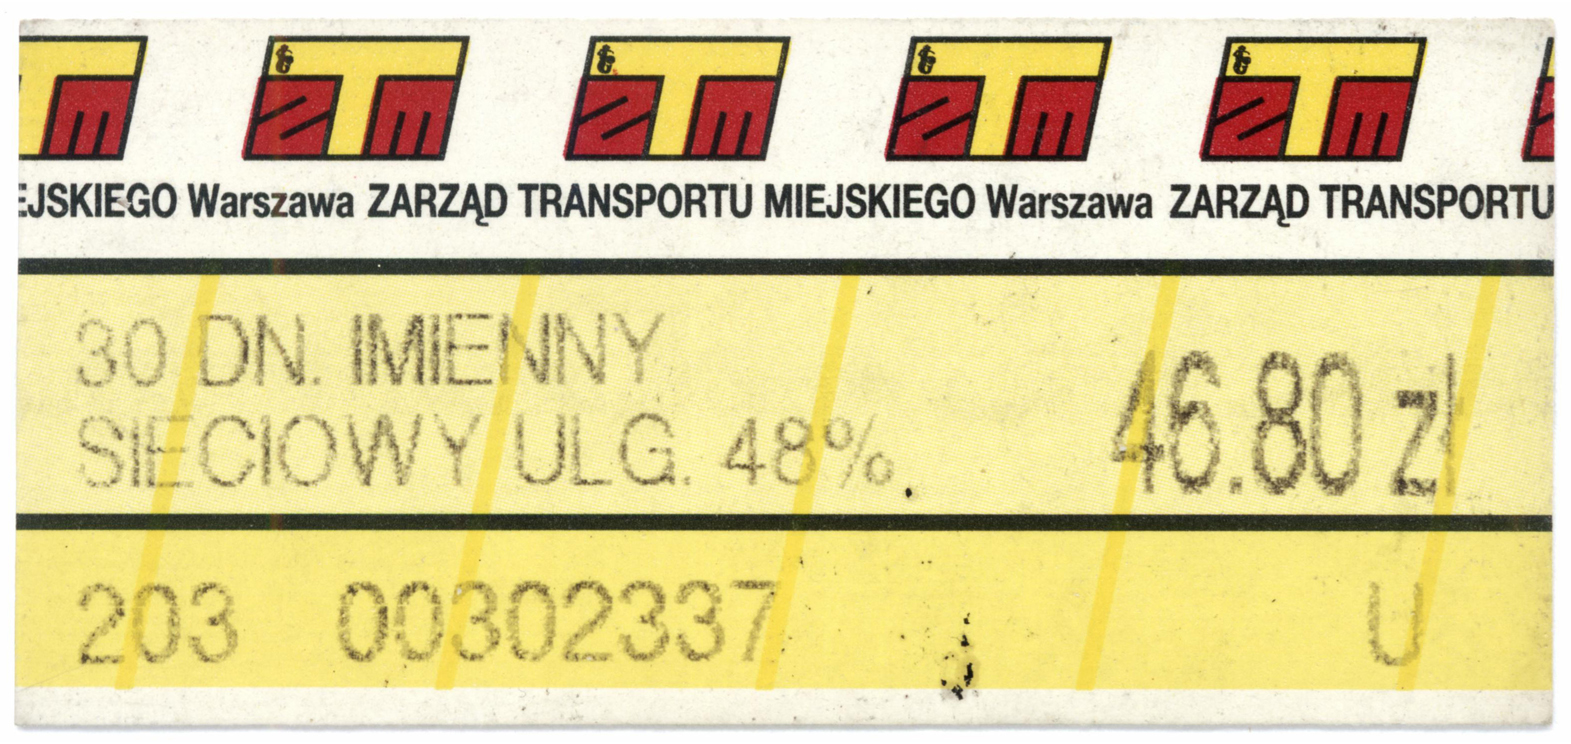 ZTM ZTM ZTM ZTM
EJSKIEGO Warszawa ZARZĄD TRANSPORTU MIEJSKIEGO Warszawa ZARZĄD TRANSPORTU
30 DN. IMIENNY
SIECIOWY ULG. 48%
46.80 zł
203 00302337 U